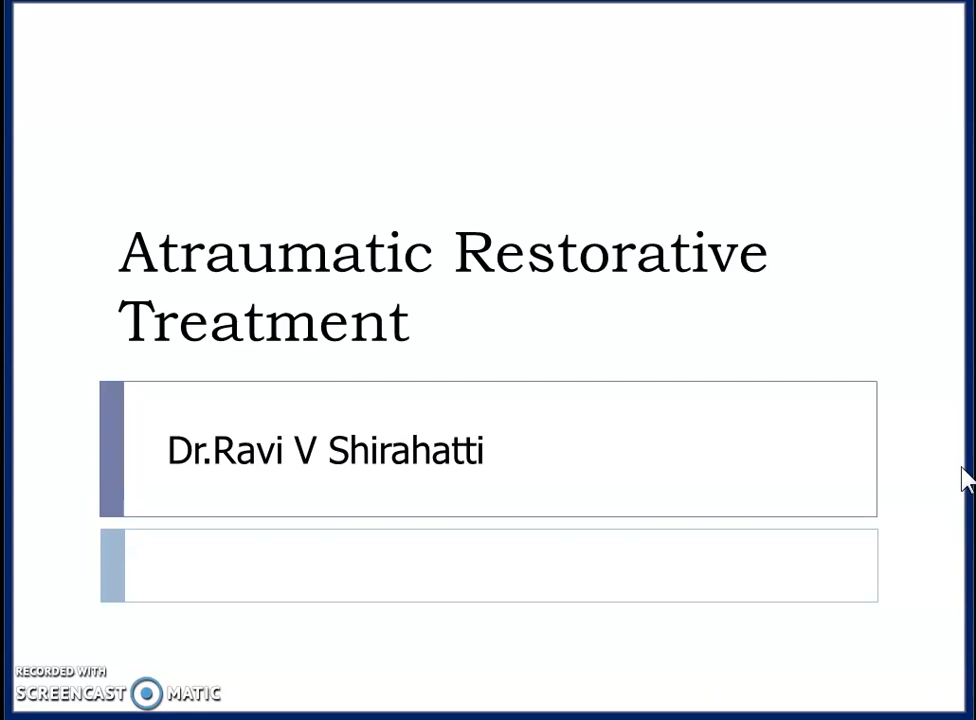 Atraumatic Restorative
Treatment
Dr.Ravi V Shirahatti
RECORDED WITH
SCREENCAST MATIC